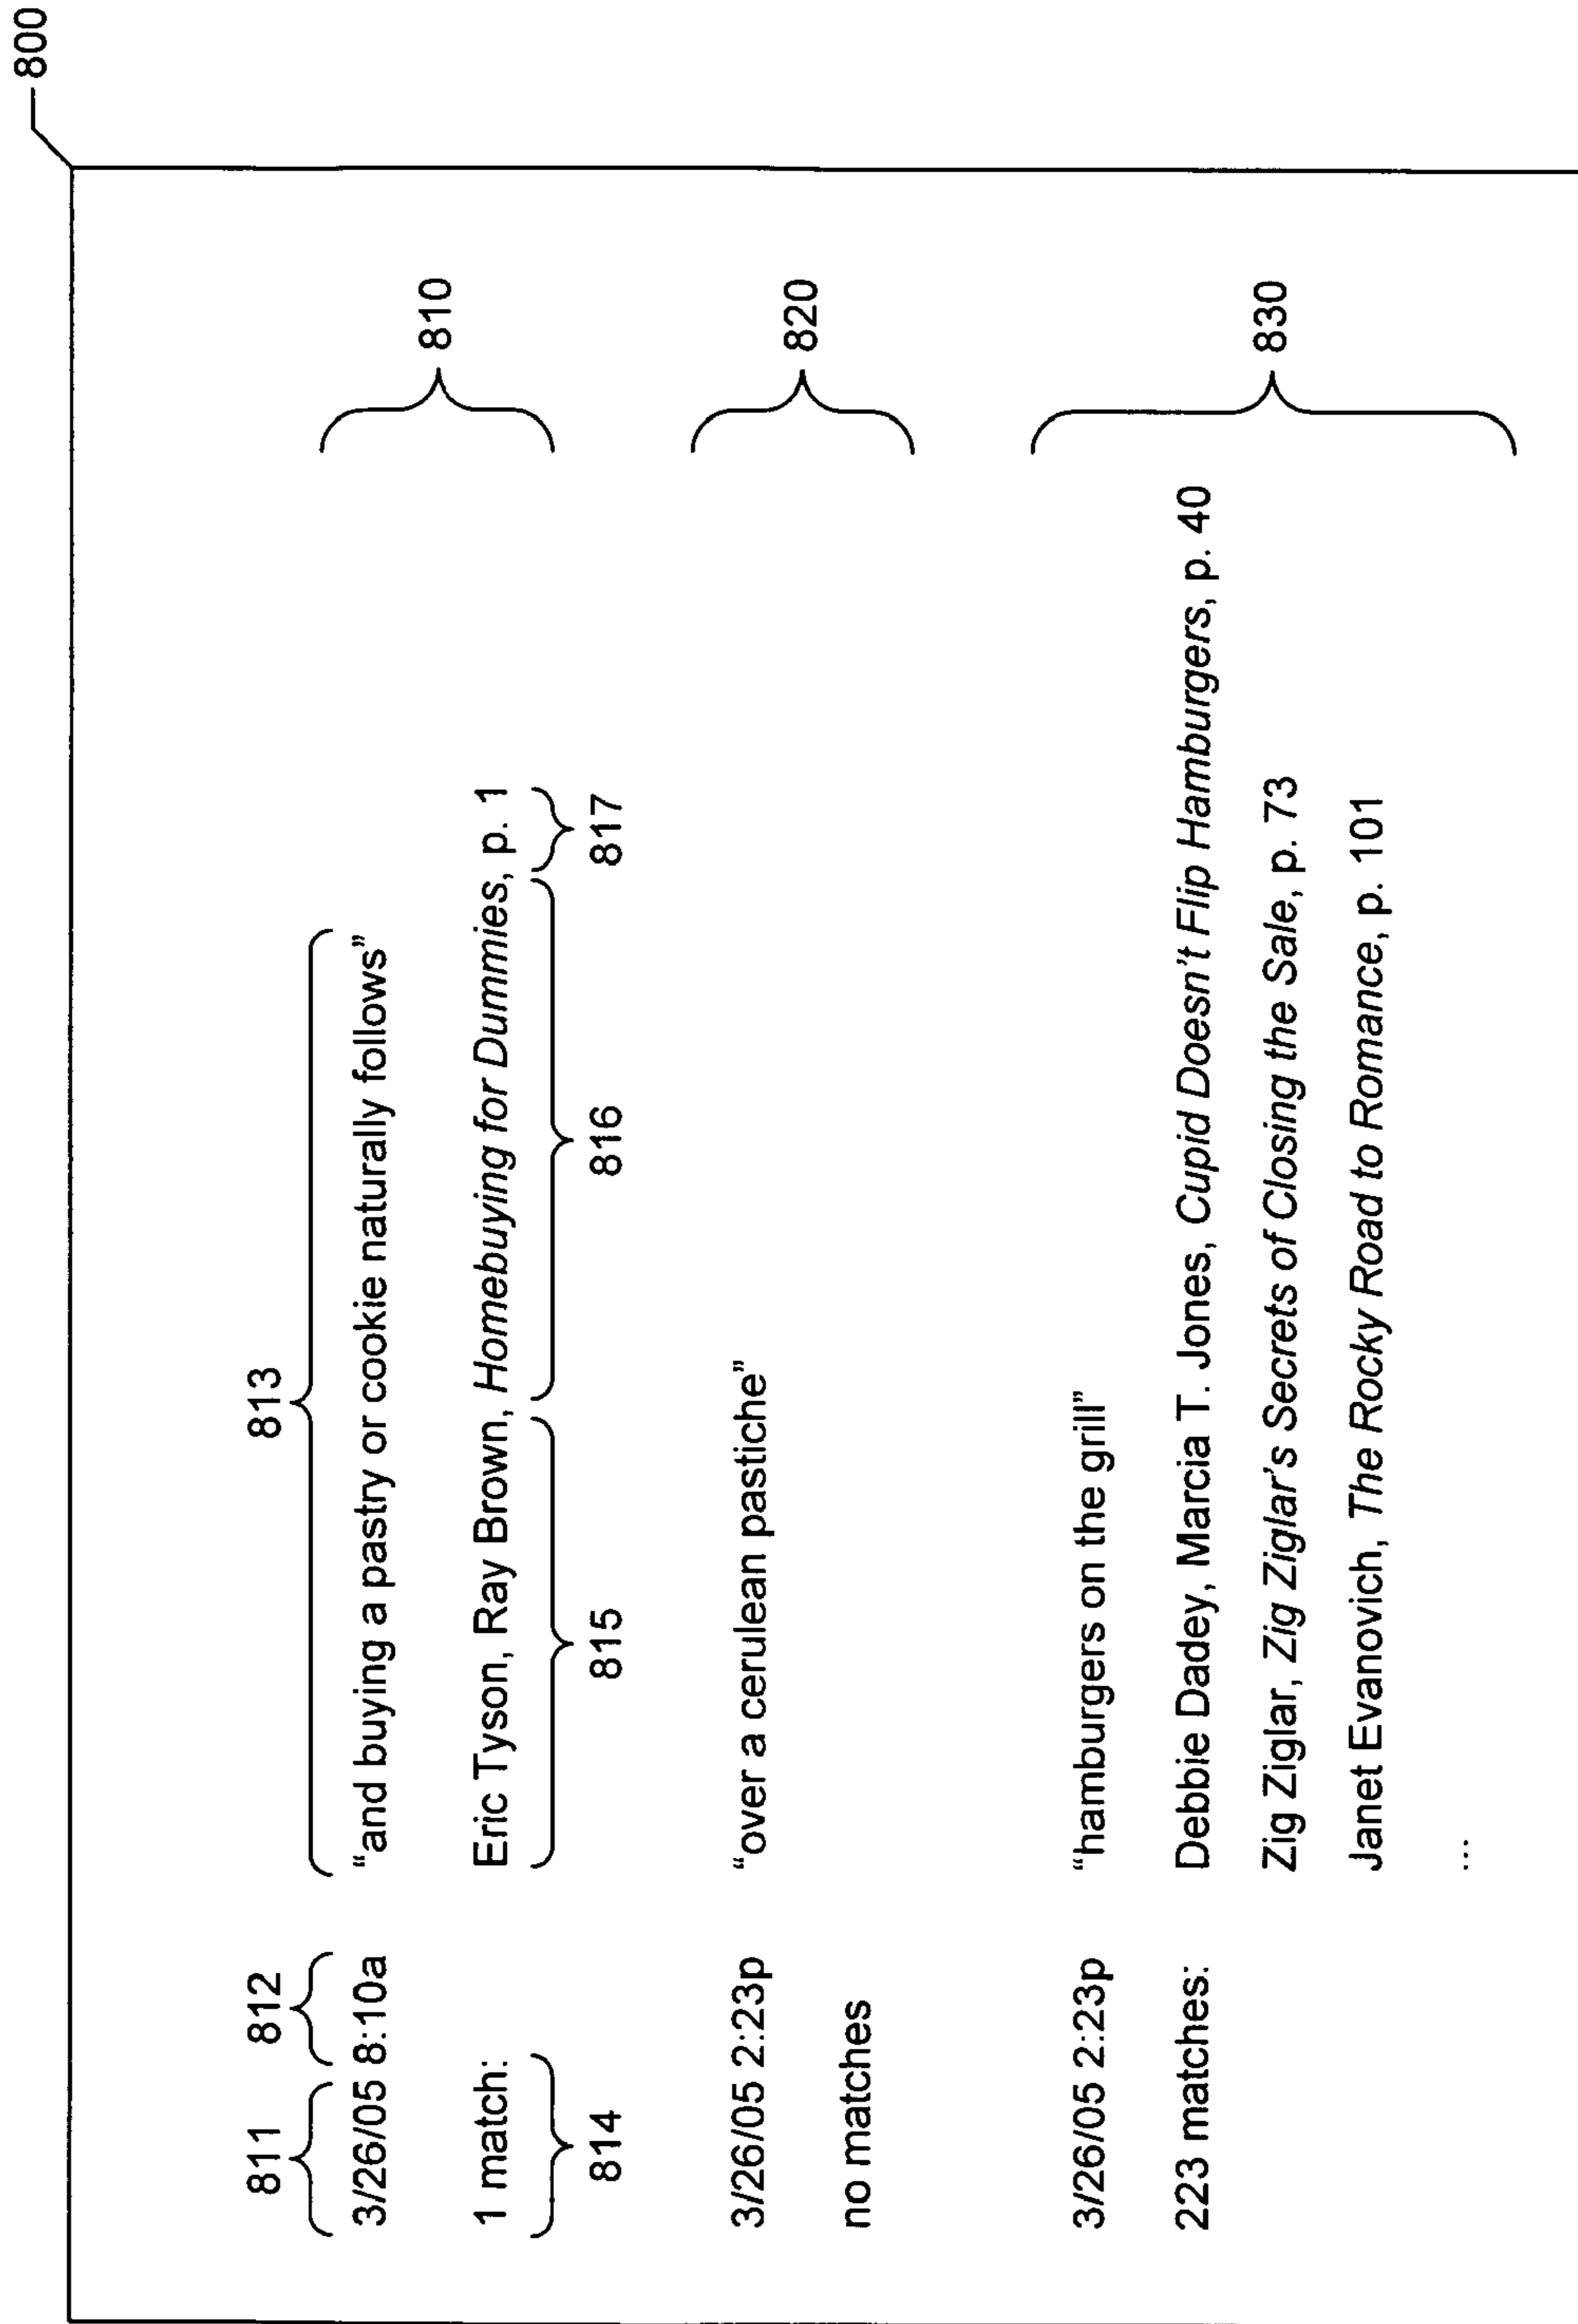 800
811 812 813
3/26/05 8:10a “and buying a pastry or cookie naturally follows”
810
1 match: Eric Tyson, Ray Brown, Homebuying for Dummies, p. 1
814 815 816 817
3/26/05 2:23p “over a cerulean pastiche”
820
no matches
3/26/05 2:23p “hamburgers on the grill”
223 matches: Debbie Dadey, Marcia T. Jones, Cupid Doesn’t Flip Hamburgers, p. 40
830
Zig Ziglar, Zig Ziglar’s Secrets of Closing the Sale, p. 73
Janet Evanovich, The Rocky Road to Romance, p. 101
...